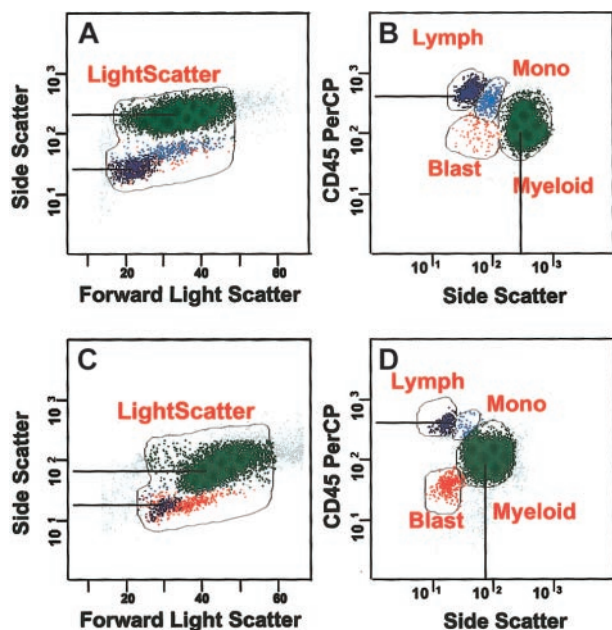 A
LightScatter
Side Scatter
10^3
10^2
10^1
20 40 60
Forward Light Scatter
B
Lymph
Mono
Blast
Myeloid
CD45 PerCP
10^3
10^2
10^1
10^1 10^2 10^3
Side Scatter
C
LightScatter
Side Scatter
10^3
10^2
10^1
20 40 60
Forward Light Scatter
D
Lymph
Mono
Blast
Myeloid
CD45 PerCP
10^3
10^2
10^1
10^1 10^2 10^3
Side Scatter